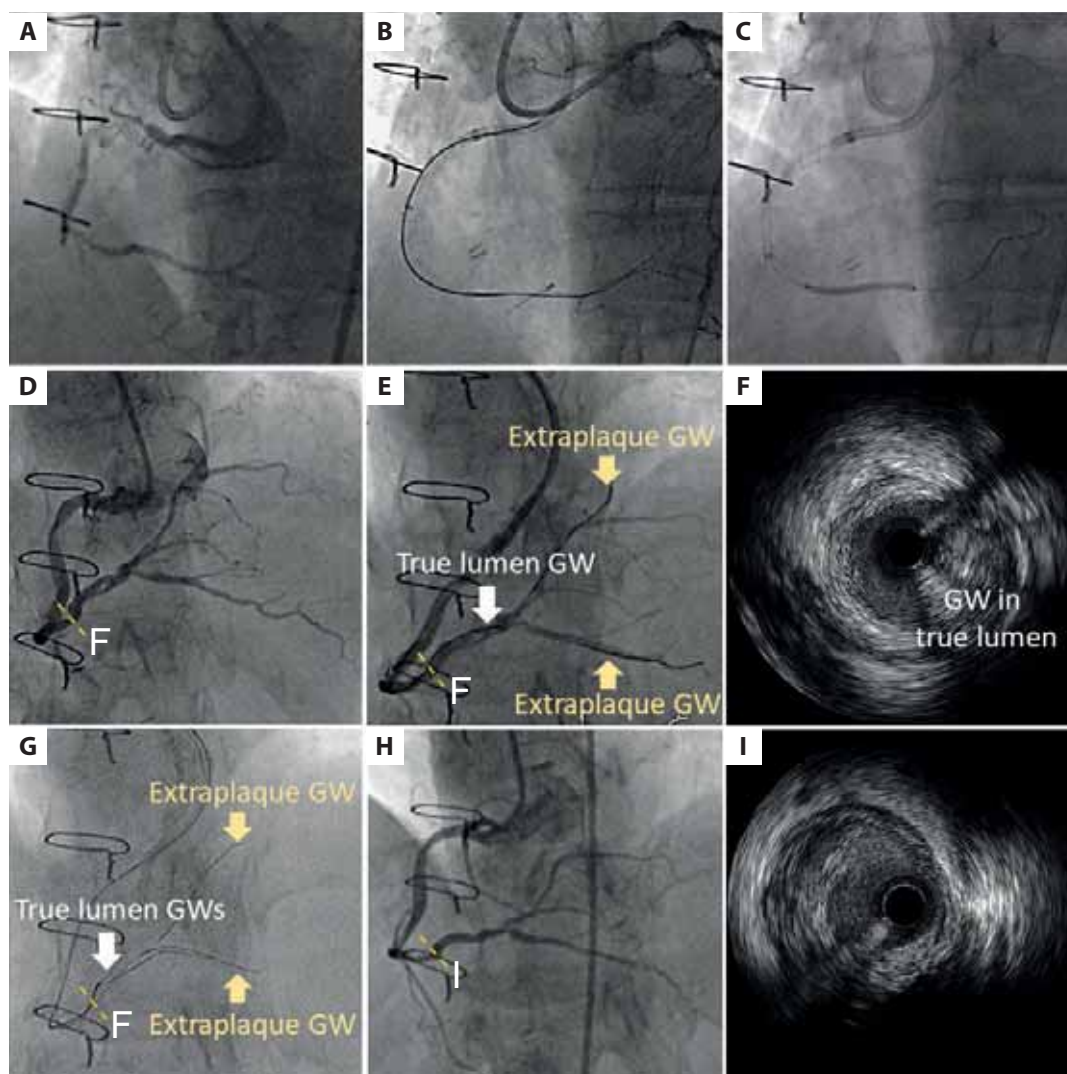 A
B
C
D
F
E
Extraplaque GW
True lumen GW
F
Extraplaque GW
F
GW in
true lumen
G
Extraplaque GW
True lumen GWs
F
Extraplaque GW
H
I
I